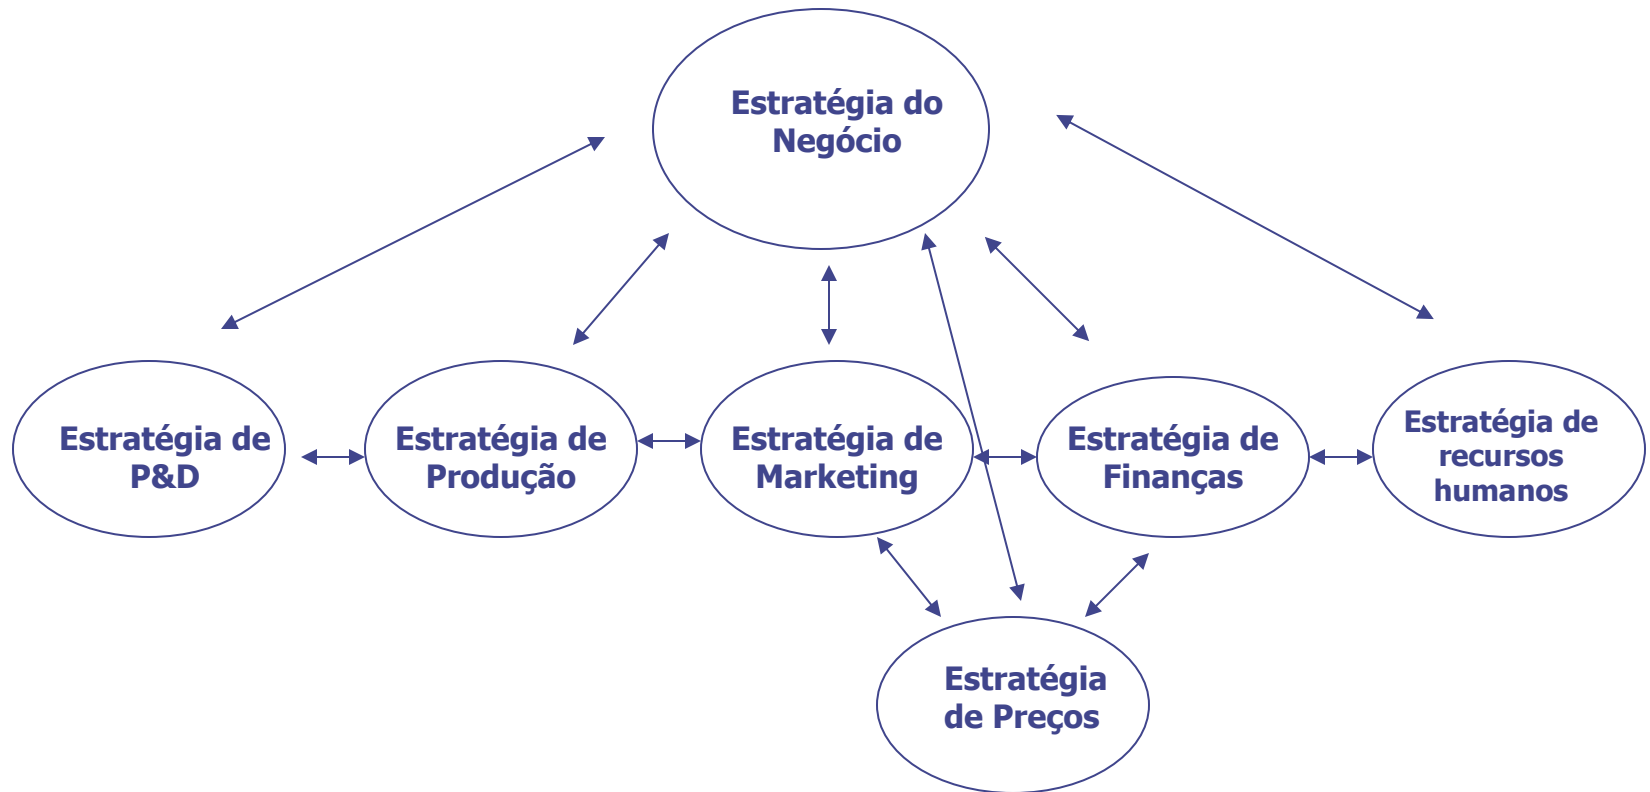 Estratégia do
Negócio
Estratégia de
P&D
Estratégia de
Produção
Estratégia de
Marketing
Estratégia de
Finanças
Estratégia de
recursos
humanos
Estratégia
de Preços